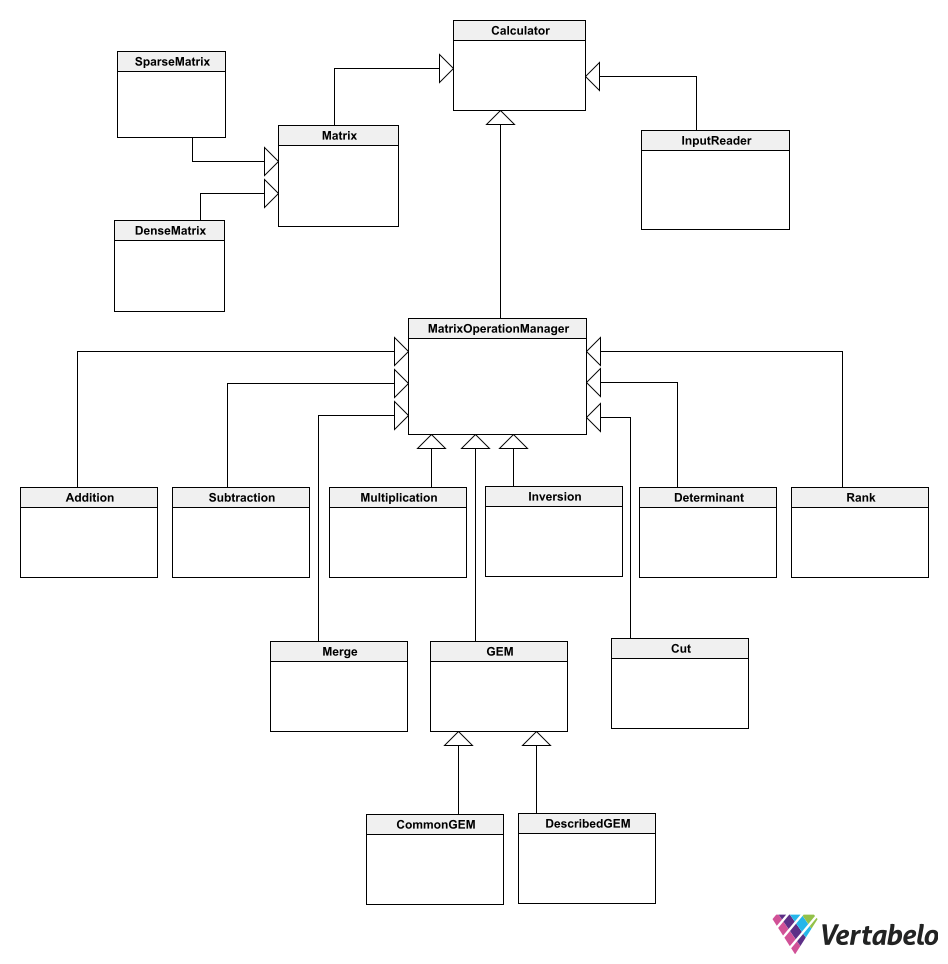 Calculator
SparseMatrix
Matrix
InputReader
DenseMatrix
MatrixOperationManager
Addition
Subtraction
Multiplication
Inversion
Determinant
Rank
Merge
GEM
Cut
CommonGEM
DescribedGEM
Vertabelo